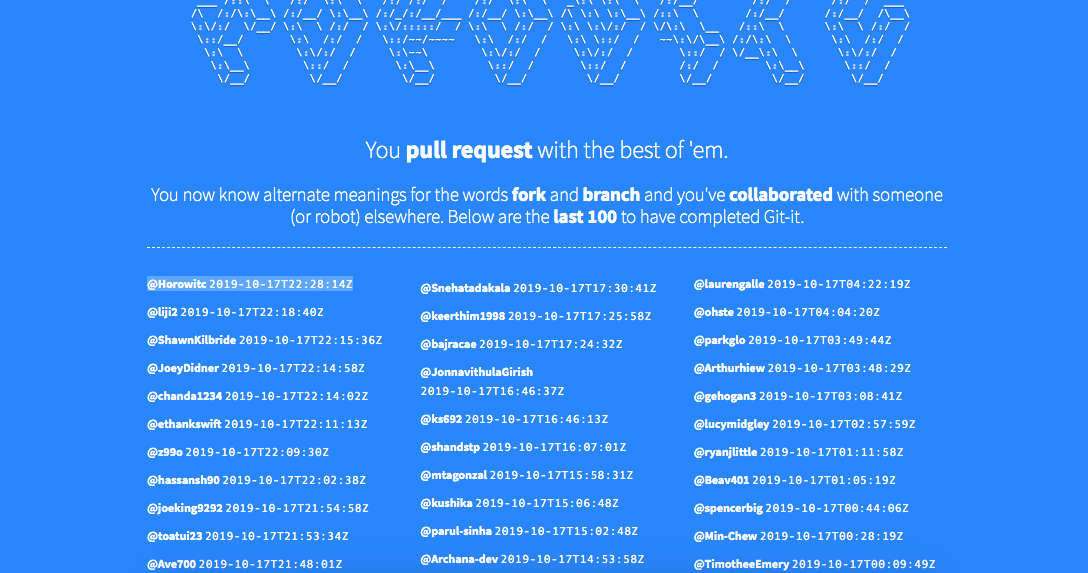 You pull request with the best of 'em.
You now know alternate meanings for the words fork and branch and you've collaborated with someone
(or robot) elsewhere. Below are the last 100 to have completed Git-it.
@Horowitc 2019-10-17T22:28:14Z
@liji2 2019-10-17T22:18:40Z
@ShawnKilbride 2019-10-17T22:15:36Z
@JoeyDidner 2019-10-17T22:14:58Z
@chanda1234 2019-10-17T22:14:02Z
@ethankswift 2019-10-17T22:11:13Z
@z99o 2019-10-17T22:09:30Z
@hassansh90 2019-10-17T22:02:38Z
@joeking9292 2019-10-17T21:54:58Z
@toatui23 2019-10-17T21:53:34Z
@Ave700 2019-10-17T21:48:01Z
@Snehatadakala 2019-10-17T17:30:41Z
@keerthim1998 2019-10-17T17:25:58Z
@bajracae 2019-10-17T17:24:32Z
@JonnavithulaGirish
2019-10-17T16:46:37Z
@ks692 2019-10-17T16:46:13Z
@shandstp 2019-10-17T16:07:01Z
@mtagonzal 2019-10-17T15:58:31Z
@kushika 2019-10-17T15:06:48Z
@parul-sinha 2019-10-17T15:02:48Z
@Archana-dev 2019-10-17T14:53:58Z
@laurengalle 2019-10-17T04:22:19Z
@ohste 2019-10-17T04:04:20Z
@parkglo 2019-10-17T03:49:44Z
@Arthurhiew 2019-10-17T03:48:29Z
@gehogan3 2019-10-17T03:08:41Z
@lucymidgley 2019-10-17T02:57:59Z
@ryanjlittle 2019-10-17T01:11:58Z
@Beav401 2019-10-17T01:05:19Z
@spencerbig 2019-10-17T00:44:06Z
@Min-Chew 2019-10-17T00:28:19Z
@TimotheeEmery 2019-10-17T00:09:49Z